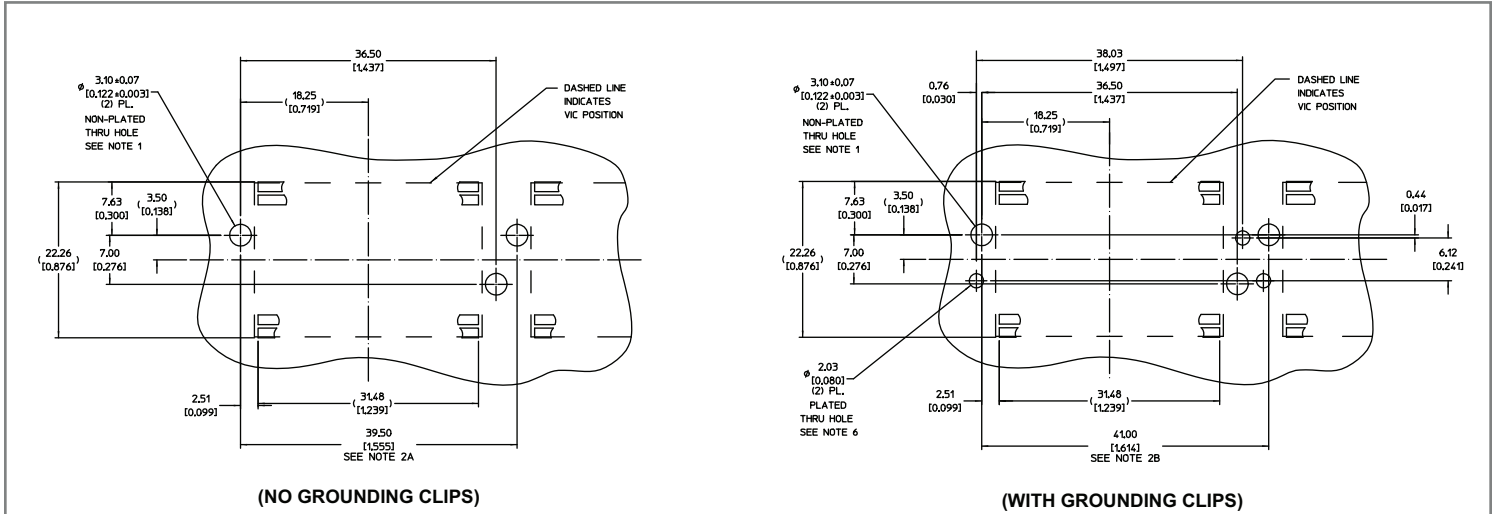 36.50
[1.437]
3.10±0.07
⌀ [0.122±0.003]
(2) PL.
NON-PLATED
THRU HOLE
SEE NOTE 1
(18.25)
[0.719]
DASHED LINE
INDICATES
VIC POSITION
7.63
[0.300]
(3.50)
[0.138]
(22.26)
[0.876]
7.00
[0.276]
2.51
[0.099]
(31.48)
[1.239]
39.50
[1.555]
SEE NOTE 2A
(NO GROUNDING CLIPS)
38.03
[1.497]
3.10±0.07
⌀ [0.122±0.003]
(2) PL.
NON-PLATED
THRU HOLE
SEE NOTE 1
0.76
[0.030]
36.50
[1.437]
(18.25)
[0.719]
DASHED LINE
INDICATES
VIC POSITION
7.63
[0.300]
(3.50)
[0.138]
0.44
[0.017]
(22.26)
[0.876]
7.00
[0.276]
6.12
[0.241]
⌀ 2.03
[0.080]
(2) PL.
PLATED
THRU HOLE
SEE NOTE 6
2.51
[0.099]
(31.48)
[1.239]
41.00
[1.614]
SEE NOTE 2B
(WITH GROUNDING CLIPS)